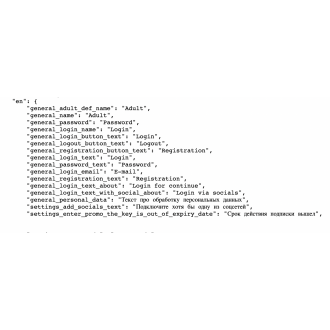 "en": {
"general_adult_def_name": "Adult",
"general_name": "Adult",
"general_password": "Password",
"general_login_name": "Login",
"general_login_button_text": "Login",
"general_logout_button_text": "Logout",
"general_registration_button_text": "Registration",
"general_login_text": "Login",
"general_password_text": "Password",
"general_login_email": "E-mail",
"general_registration_text": "Registration",
"general_login_text_about": "Login for continue",
"general_login_text_with_social_about": "Login via socials",
"general_personal_data": "Текст про обработку персональных данных",
"settings_add_socials_text": "Подключите хотя бы одну из соцсетей",
"settings_enter_promo_the_key_is_out_of_expiry_date": "Срок действия подписки вышел",